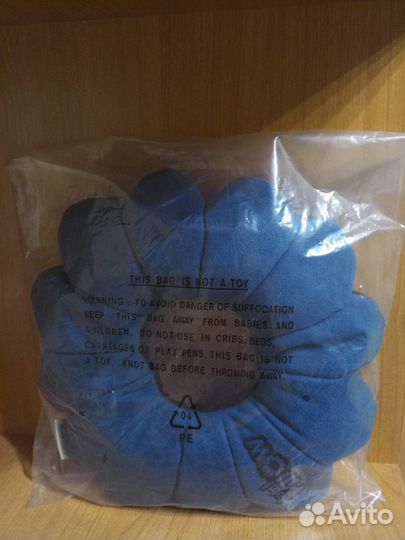 THIS BAG IS NOT A TOY
WARNING : TO AVOID DANGER OF SUFFOCATION
KEEP THIS BAG AWAY FROM BABIES AND
CHILDREN. DO NOT USE IN CRIBS, BEDS,
CARRIAGES OR PLAY PENS. THIS BAG IS NOT
A TOY. KNOT BAG BEFORE THROWING AWAY.
04
PE
Avito